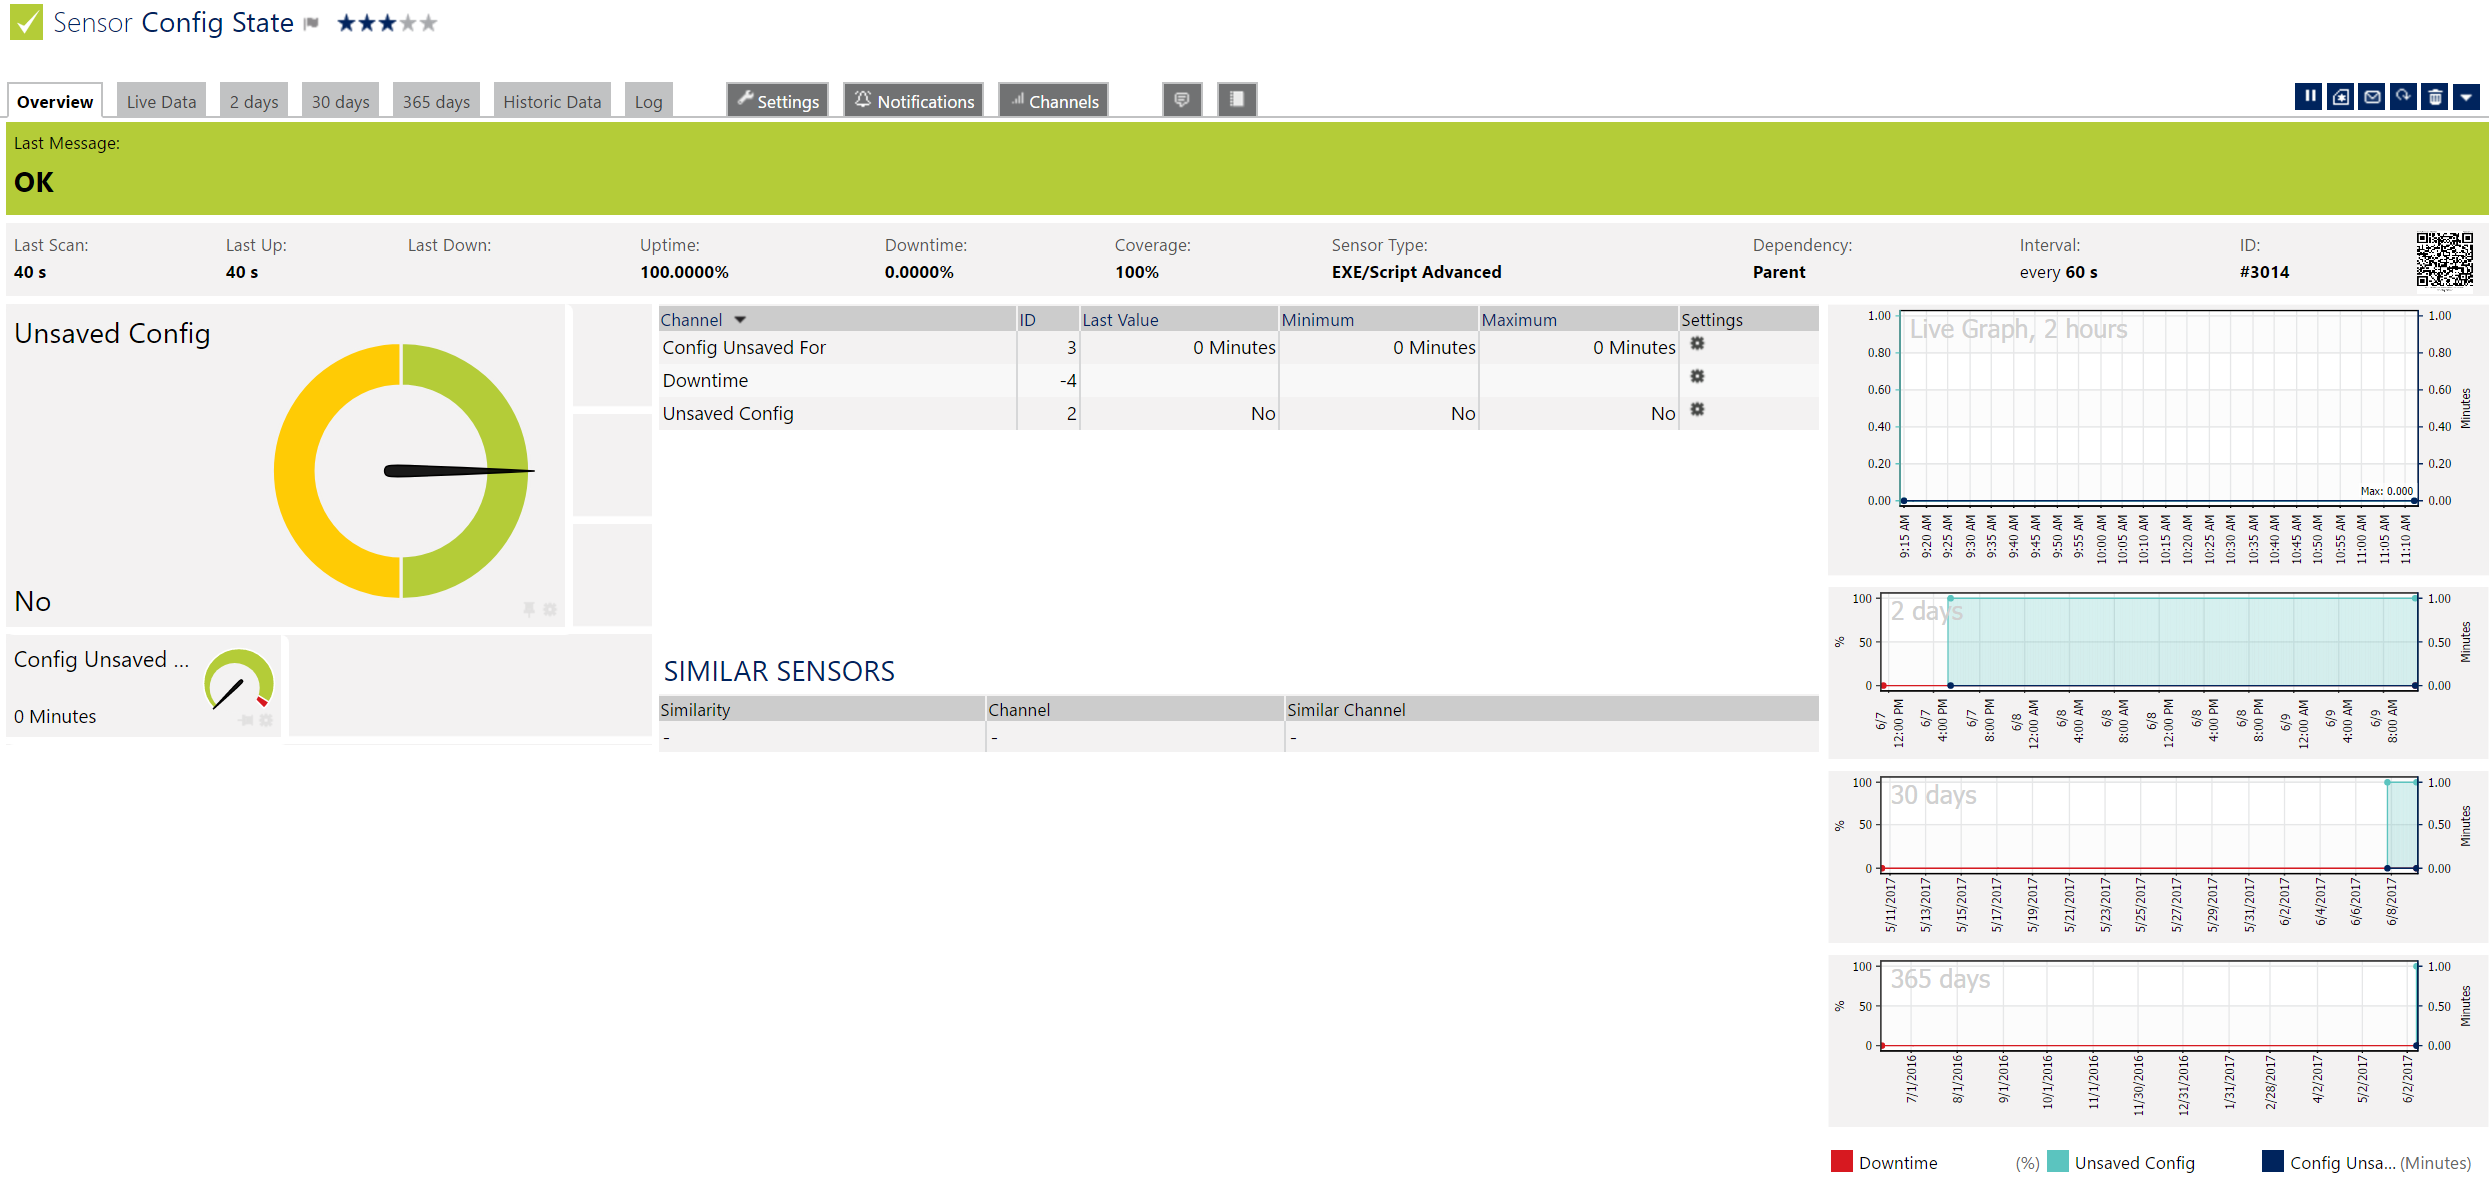 Sensor Config State
Overview Live Data 2 days 30 days 365 days Historic Data Log Settings Notifications Channels
Last Message:
OK
Last Scan: Last Up: Last Down: Uptime: Downtime: Coverage: Sensor Type: Dependency: Interval: ID:
40 s 40 s 100.0000% 0.0000% 100% EXE/Script Advanced Parent every 60 s #3014
Unsaved Config
No
Config Unsaved ...
0 Minutes
Channel ID Last Value Minimum Maximum Settings
Config Unsaved For 3 0 Minutes 0 Minutes 0 Minutes
Downtime -4
Unsaved Config 2 No No No
SIMILAR SENSORS
Similarity Channel Similar Channel
- - -
Live Graph, 2 hours
1.00 1.00
0.80 0.80
0.60 0.60
0.40 0.40
0.20 0.20
0.00 0.00
Minutes
Max: 0.000
9:15 AM 9:20 AM 9:25 AM 9:30 AM 9:35 AM 9:40 AM 9:45 AM 9:50 AM 9:55 AM 10:00 AM 10:05 AM 10:10 AM 10:15 AM 10:20 AM 10:25 AM 10:30 AM 10:35 AM 10:40 AM 10:45 AM 10:50 AM 10:55 AM 11:00 AM 11:05 AM 11:10 AM
2 days
100 1.00
% 50 0.50 Minutes
0 0.00
6/7 6/7 6/7 6/8 6/8 6/8 6/8 6/8 6/8 6/9 6/9 6/9
12:00 PM 4:00 PM 8:00 PM 12:00 AM 4:00 AM 8:00 AM 12:00 PM 4:00 PM 8:00 PM 12:00 AM 4:00 AM 8:00 AM
30 days
100 1.00
% 50 0.50 Minutes
0 0.00
5/11/2017 5/13/2017 5/15/2017 5/17/2017 5/19/2017 5/21/2017 5/23/2017 5/25/2017 5/27/2017 5/29/2017 5/31/2017 6/2/2017 6/4/2017 6/6/2017 6/8/2017
365 days
100 1.00
% 50 0.50 Minutes
0 0.00
7/1/2016 8/1/2016 9/1/2016 10/1/2016 11/1/2016 11/30/2016 12/31/2016 1/31/2017 2/28/2017 4/2/2017 5/2/2017 6/2/2017
Downtime (%) Unsaved Config Config Unsa... (Minutes)